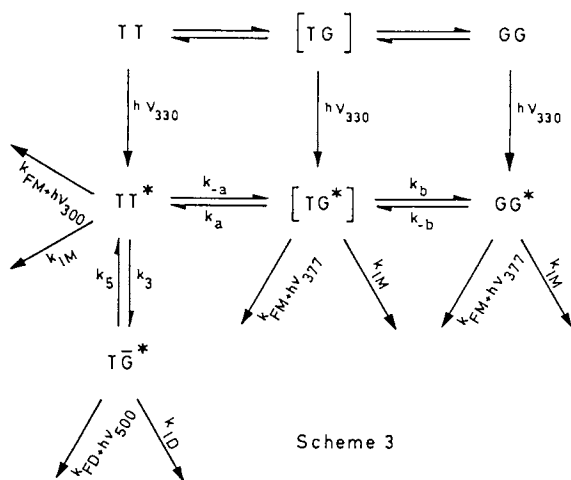 TT [TG] GG
hν330 hν330 hν330
kFM+hν300 TT* k-a [TG*] kb GG*
ka k-b
kIM
k5 k3 kFM+hν377 kIM kFM+hν377 kIM
TḠ*
kFD+hν500 kID
Scheme 3